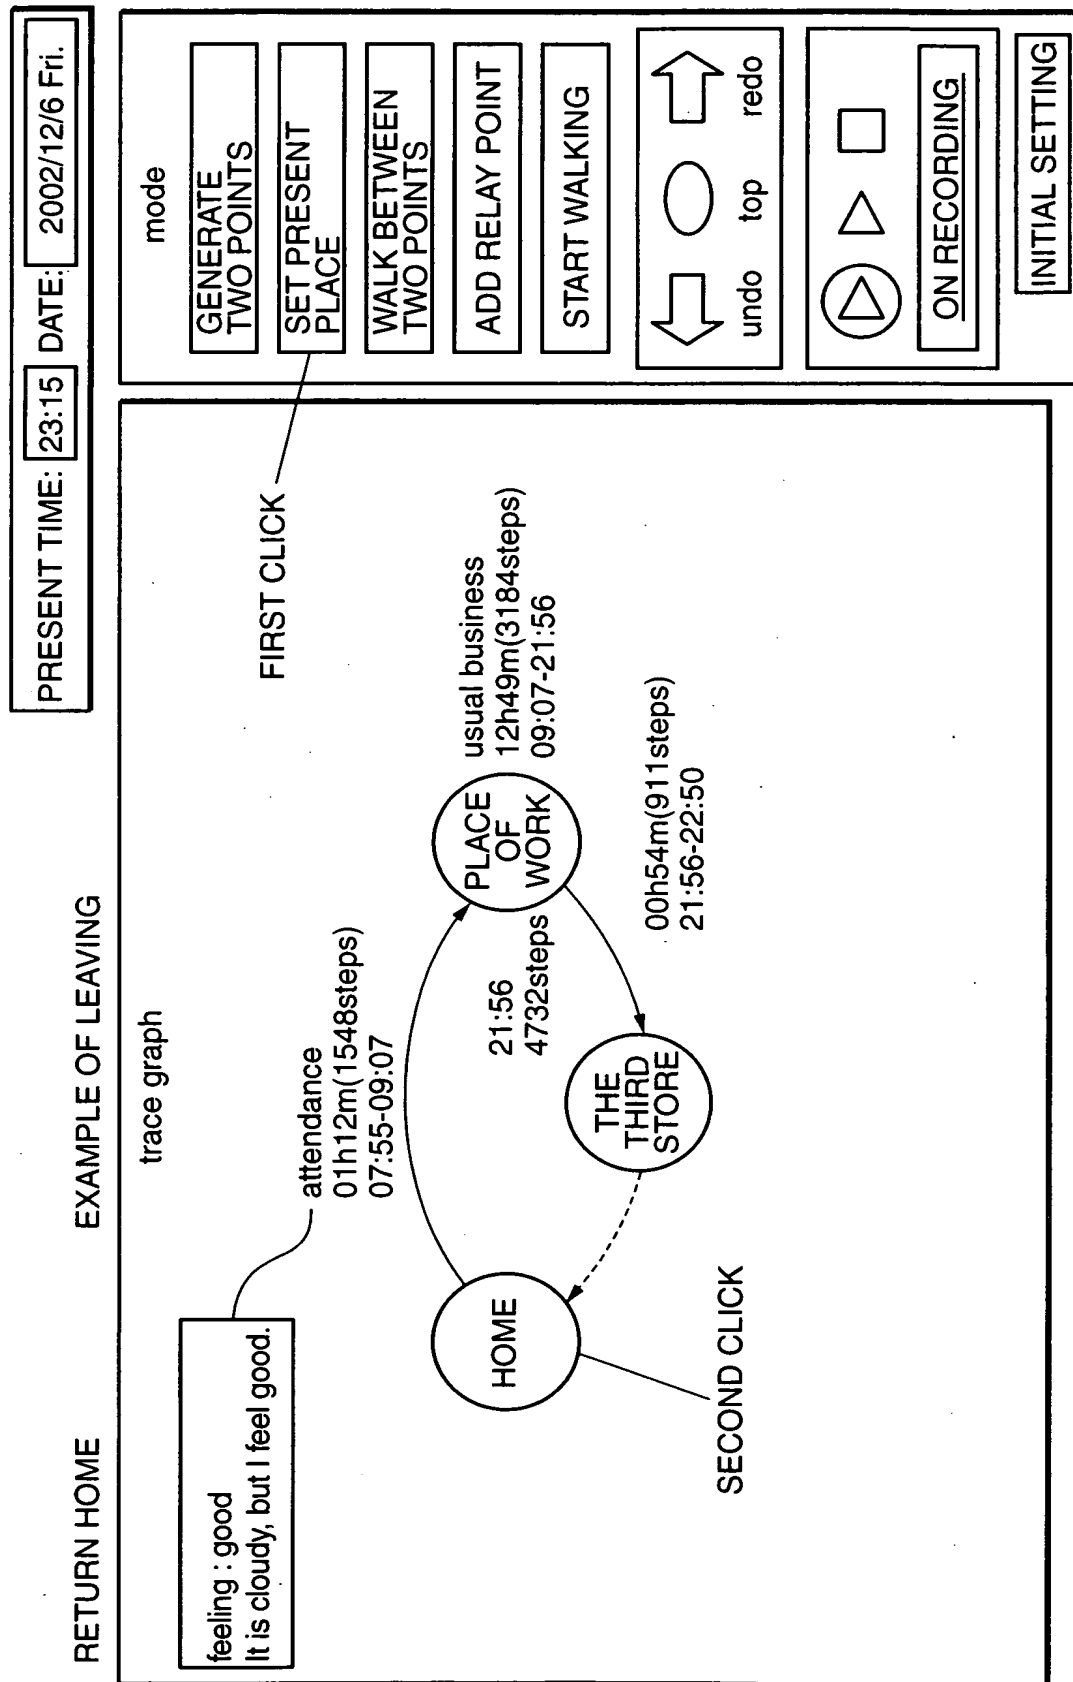 PRESENT TIME: 23:15 DATE: 2002/12/6 Fri.
RETURN HOME
EXAMPLE OF LEAVING
trace graph
feeling : good
It is cloudy, but I feel good.
attendance
01h12m(1548steps)
07:55-09:07
HOME
PLACE
OF
WORK
usual business
12h49m(3184steps)
09:07-21:56
21:56
4732steps
THE
THIRD
STORE
00h54m(911steps)
21:56-22:50
FIRST CLICK
SECOND CLICK
mode
GENERATE
TWO POINTS
SET PRESENT
PLACE
WALK BETWEEN
TWO POINTS
ADD RELAY POINT
START WALKING
undo top redo
ON RECORDING
INITIAL SETTING